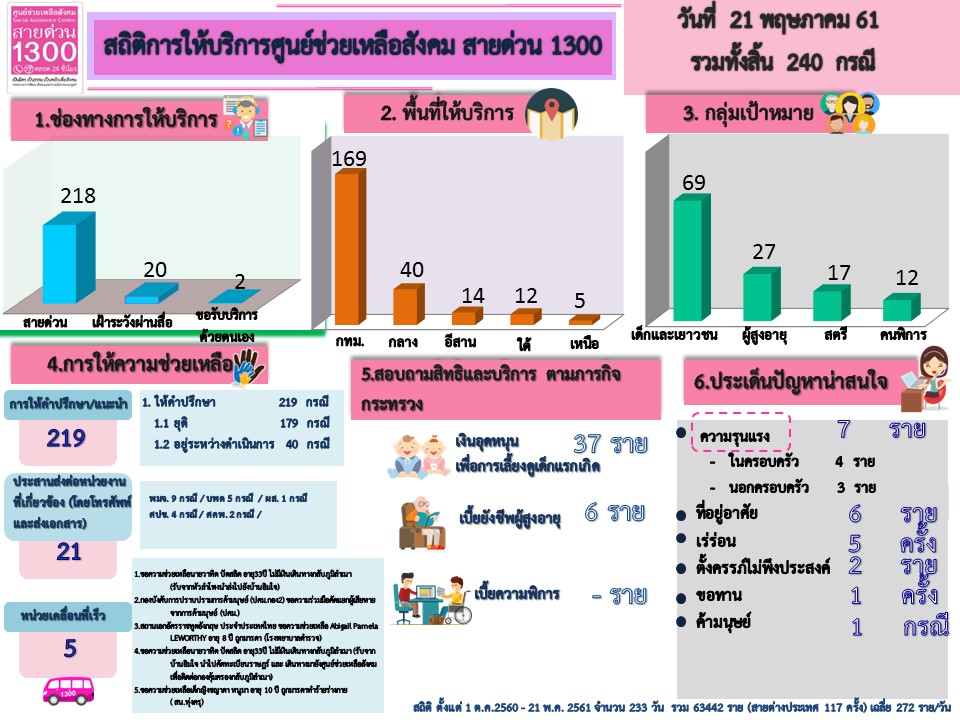 ศูนย์ช่วยเหลือสังคม
Social Assistance Centre
สายด่วน
1300
ตลอด 24 ชั่วโมง
สถิติการให้บริการศูนย์ช่วยเหลือสังคม สายด่วน 1300
วันที่ 21 พฤษภาคม 61
รวมทั้งสิ้น 240 กรณี
1.ช่องทางการให้บริการ
218
20
2
สายด่วน
เฝ้าระวังผ่านสื่อ
ขอรับบริการ
ด้วยตนเอง
2. พื้นที่ให้บริการ
169
40
14
12
5
กทม.
กลาง
อีสาน
ใต้
เหนือ
3. กลุ่มเป้าหมาย
69
27
17
12
เด็กและเยาวชน
ผู้สูงอายุ
สตรี
คนพิการ
4.การให้ความช่วยเหลือ
การให้คำปรึกษา/แนะนำ
219
1. ให้คำปรึกษา 219 กรณี
1.1 ยุติ 179 กรณี
1.2 อยู่ระหว่างดำเนินการ 40 กรณี
ประสานส่งต่อหน่วยงาน
ที่เกี่ยวข้อง (โดยโทรศัพท์
และส่งเอกสาร)
21
พมจ. 9 กรณี / บพด 5 กรณี / ผส. 1 กรณี
ศปข. 4 กรณี / สคพ. 2 กรณี /
หน่วยเคลื่อนที่เร็ว
5
1300
1.ขอความช่วยเหลือนายวาทิต ปัดสลิด อายุ33ปี ไม่มีเงินเดินทางกลับภูมิลำเนา
(รับจากหัวลำโพงนำส่งไปยังบ้านอิ่มใจ)
2.กองบังคับการปราบปรามการค้ามนุษย์ (ปคม.กอง2) ขอความร่วมมือคัดแยกผู้เสียหาย
จากการค้ามนุษย์ (ปคม.)
3.สถานเอกอัครราชทูตอังกฤษ ประจำประเทศไทย ขอความช่วยเหลือ Abigail Pamela
LEWORTHY อายุ 8 ปี ถูกมารดา (โรงพยาบาลตำรวจ)
4.ขอความช่วยเหลือนายวาทิต ปัดสลิด อายุ33ปี ไม่มีเงินเดินทางกลับภูมิลำเนา (รับจาก
บ้านอิ่มใจ นำไปคัดทะเบียนราษฎร์ และ เดินทางมายังศูนย์ช่วยเหลือสังคม
เพื่อติดต่อกองคุ้มครองกลับภูมิลำเนา)
5.ขอความช่วยเหลือเด็กหญิงชญาดา หนุมา อายุ 10 ปี ถูกมารดาทำร้ายร่างกาย
( สน.ทุ่งครุ)
5.สอบถามสิทธิและบริการ ตามภารกิจ
กระทรวง
เงินอุดหนุน
เพื่อการเลี้ยงดูเด็กแรกเกิด
37 ราย
เบี้ยยังชีพผู้สูงอายุ
6 ราย
เบี้ยความพิการ
- ราย
6.ประเด็นปัญหาน่าสนใจ
ความรุนแรง 7 ราย
- ในครอบครัว 4 ราย
- นอกครอบครัว 3 ราย
ที่อยู่อาศัย 6 ราย
เร่ร่อน 5 ครั้ง
ตั้งครรภ์ไม่พึงประสงค์ 2 ราย
ขอทาน 1 ครั้ง
ค้ามนุษย์ 1 กรณี
สถิติ ตั้งแต่ 1 ต.ค.2560 - 21 พ.ค. 2561 จำนวน 233 วัน รวม 63442 ราย (สายต่างประเทศ 117 ครั้ง) เฉลี่ย 272 ราย/วัน